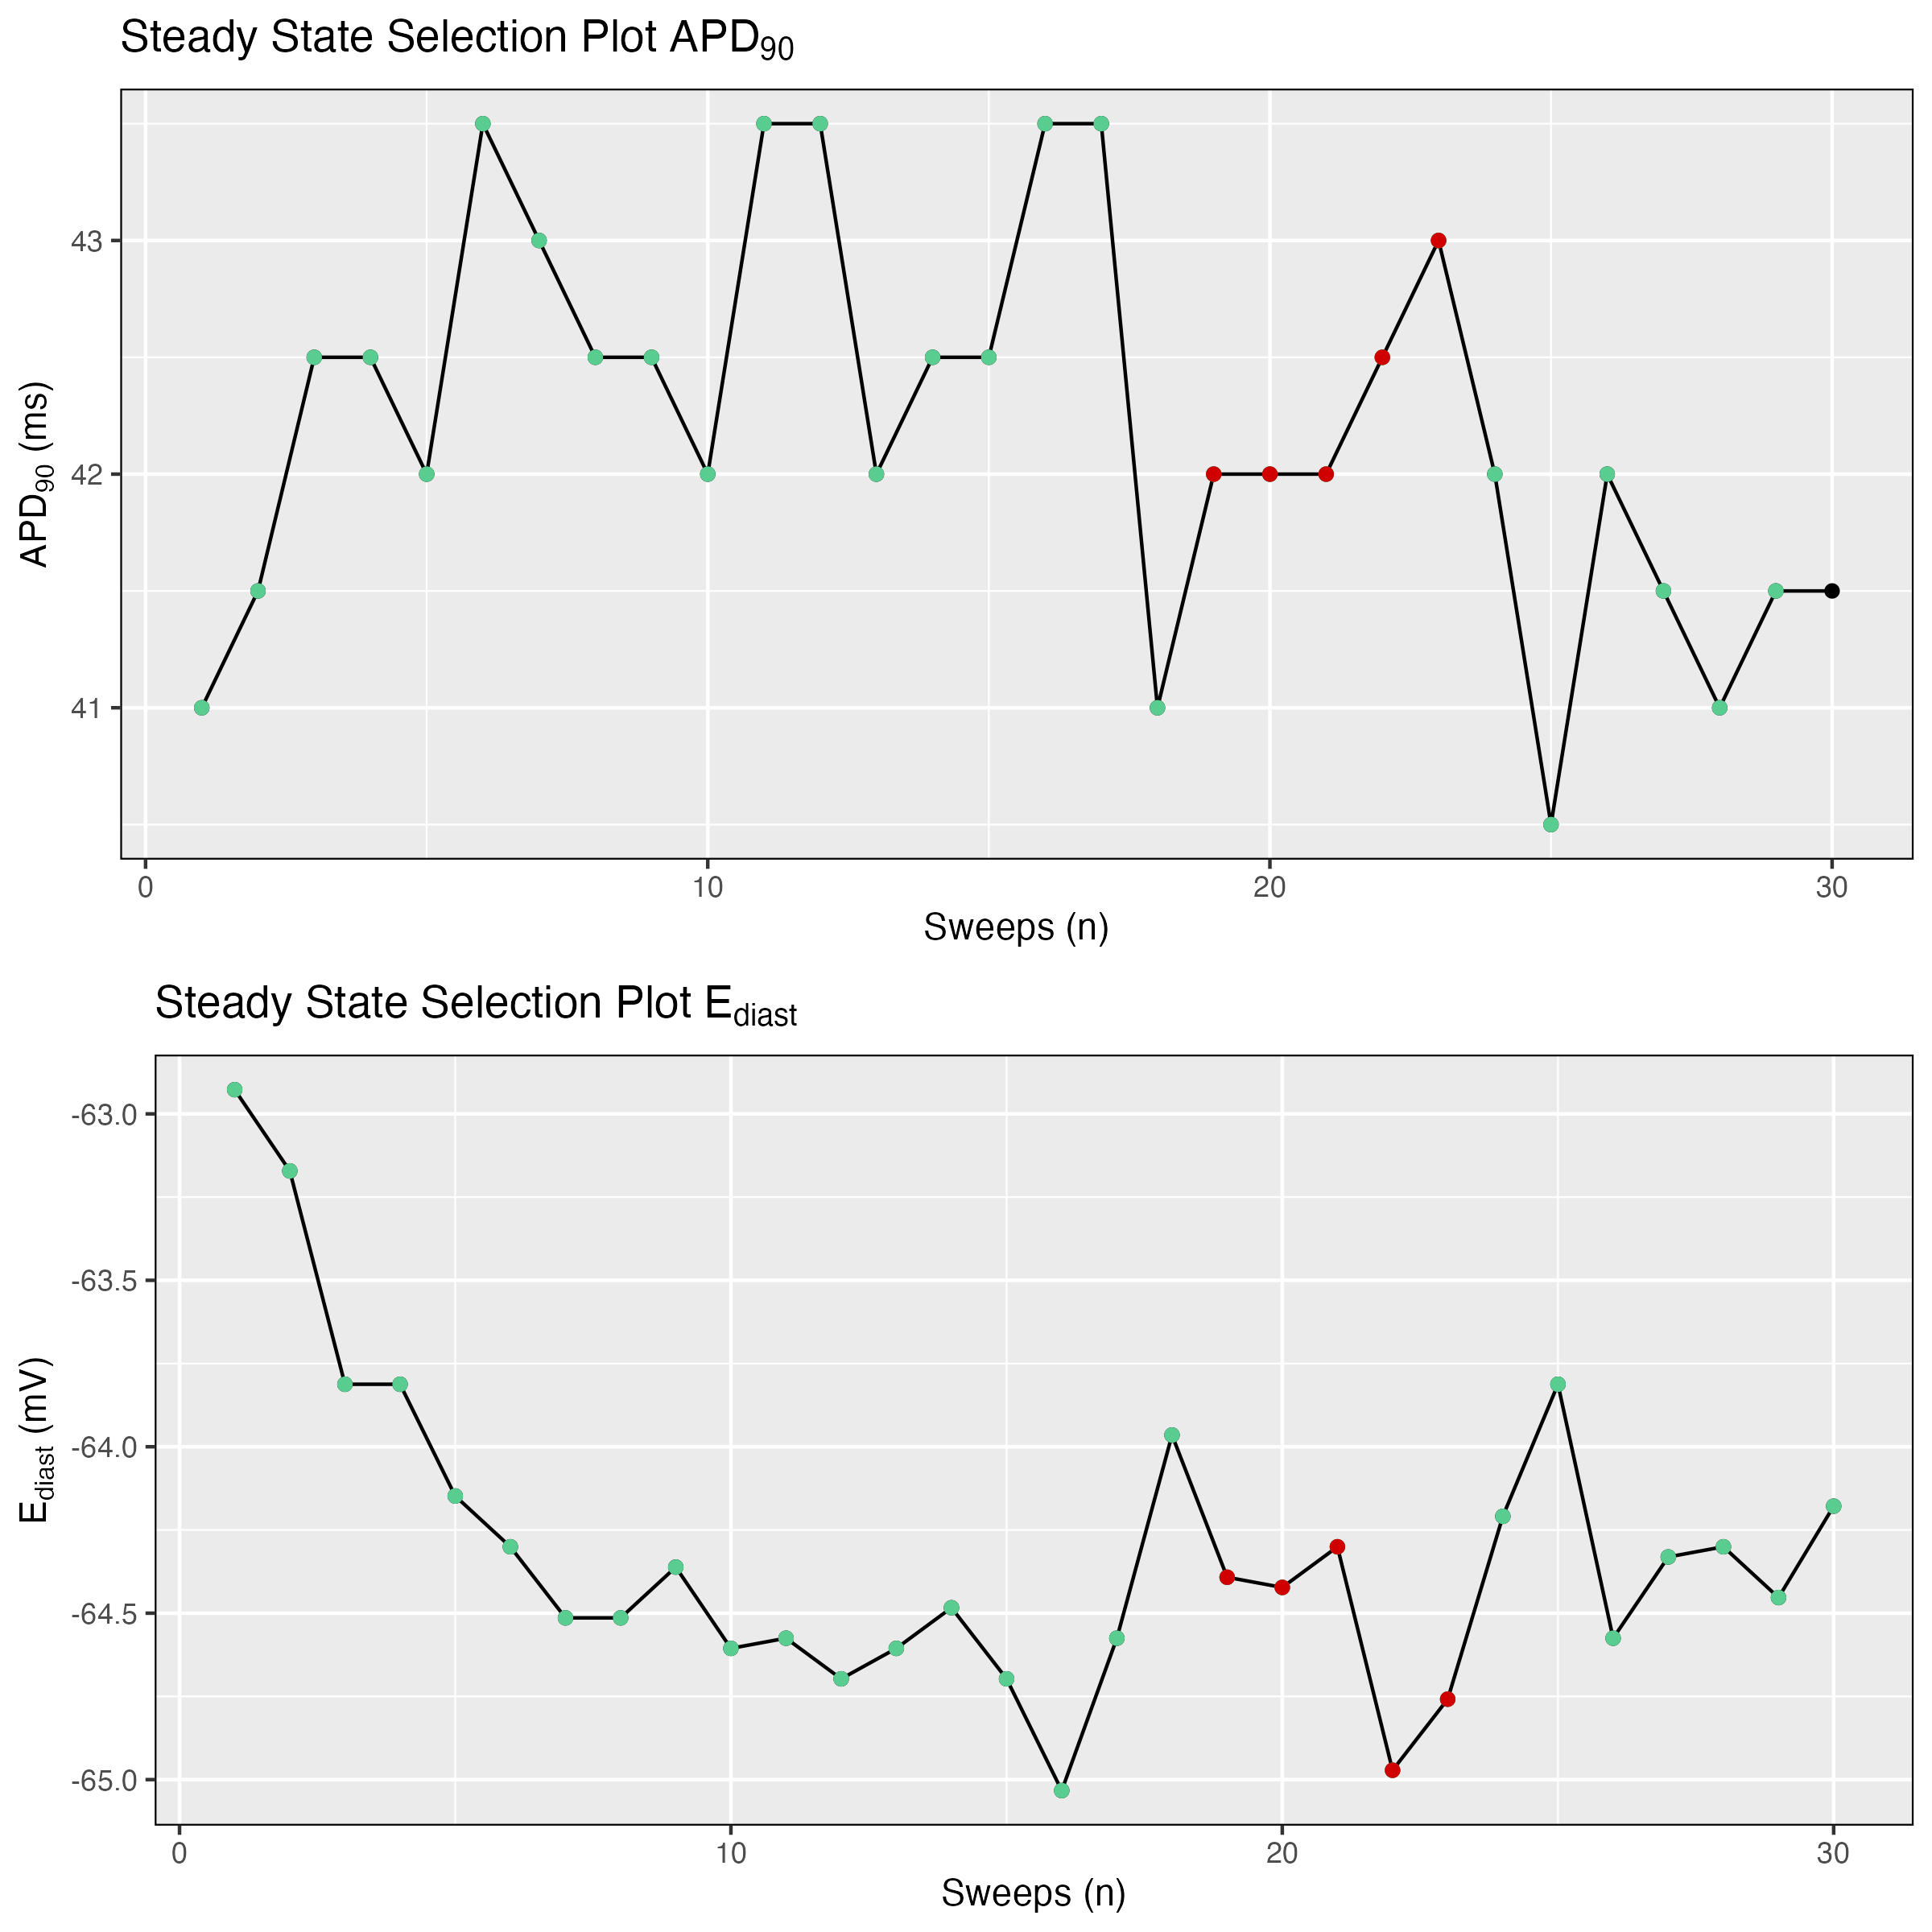 Steady State Selection Plot APD90
APD90 (ms)
43
42
41
0 10 20 30
Sweeps (n)
Steady State Selection Plot Ediast
Ediast (mV)
-63.0
-63.5
-64.0
-64.5
-65.0
0 10 20 30
Sweeps (n)